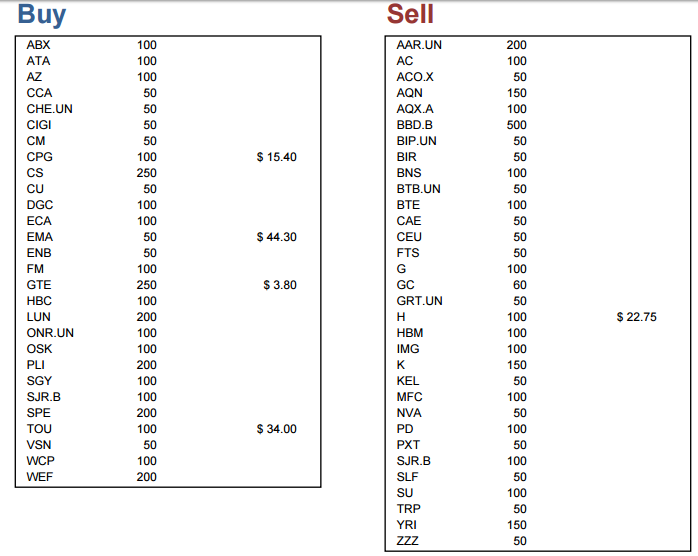 Buy
ABX 100
ATA 100
AZ 100
CCA 50
CHE.UN 50
CIGI 50
CM 50
CPG 100 $ 15.40
CS 250
CU 50
DGC 100
ECA 100
EMA 50 $ 44.30
ENB 50
FM 100
GTE 250 $ 3.80
HBC 100
LUN 200
ONR.UN 100
OSK 100
PLI 200
SGY 100
SJR.B 100
SPE 200
TOU 100 $ 34.00
VSN 50
WCP 100
WEF 200
Sell
AAR.UN 200
AC 100
ACO.X 50
AQN 150
AQX.A 100
BBD.B 500
BIP.UN 50
BIR 50
BNS 100
BTB.UN 50
BTE 100
CAE 50
CEU 50
FTS 50
G 100
GC 60
GRT.UN 50
H 100 $ 22.75
HBM 100
IMG 100
K 150
KEL 50
MFC 100
NVA 50
PD 100
PXT 50
SJR.B 100
SLF 50
SU 100
TRP 50
YRI 150
ZZZ 50